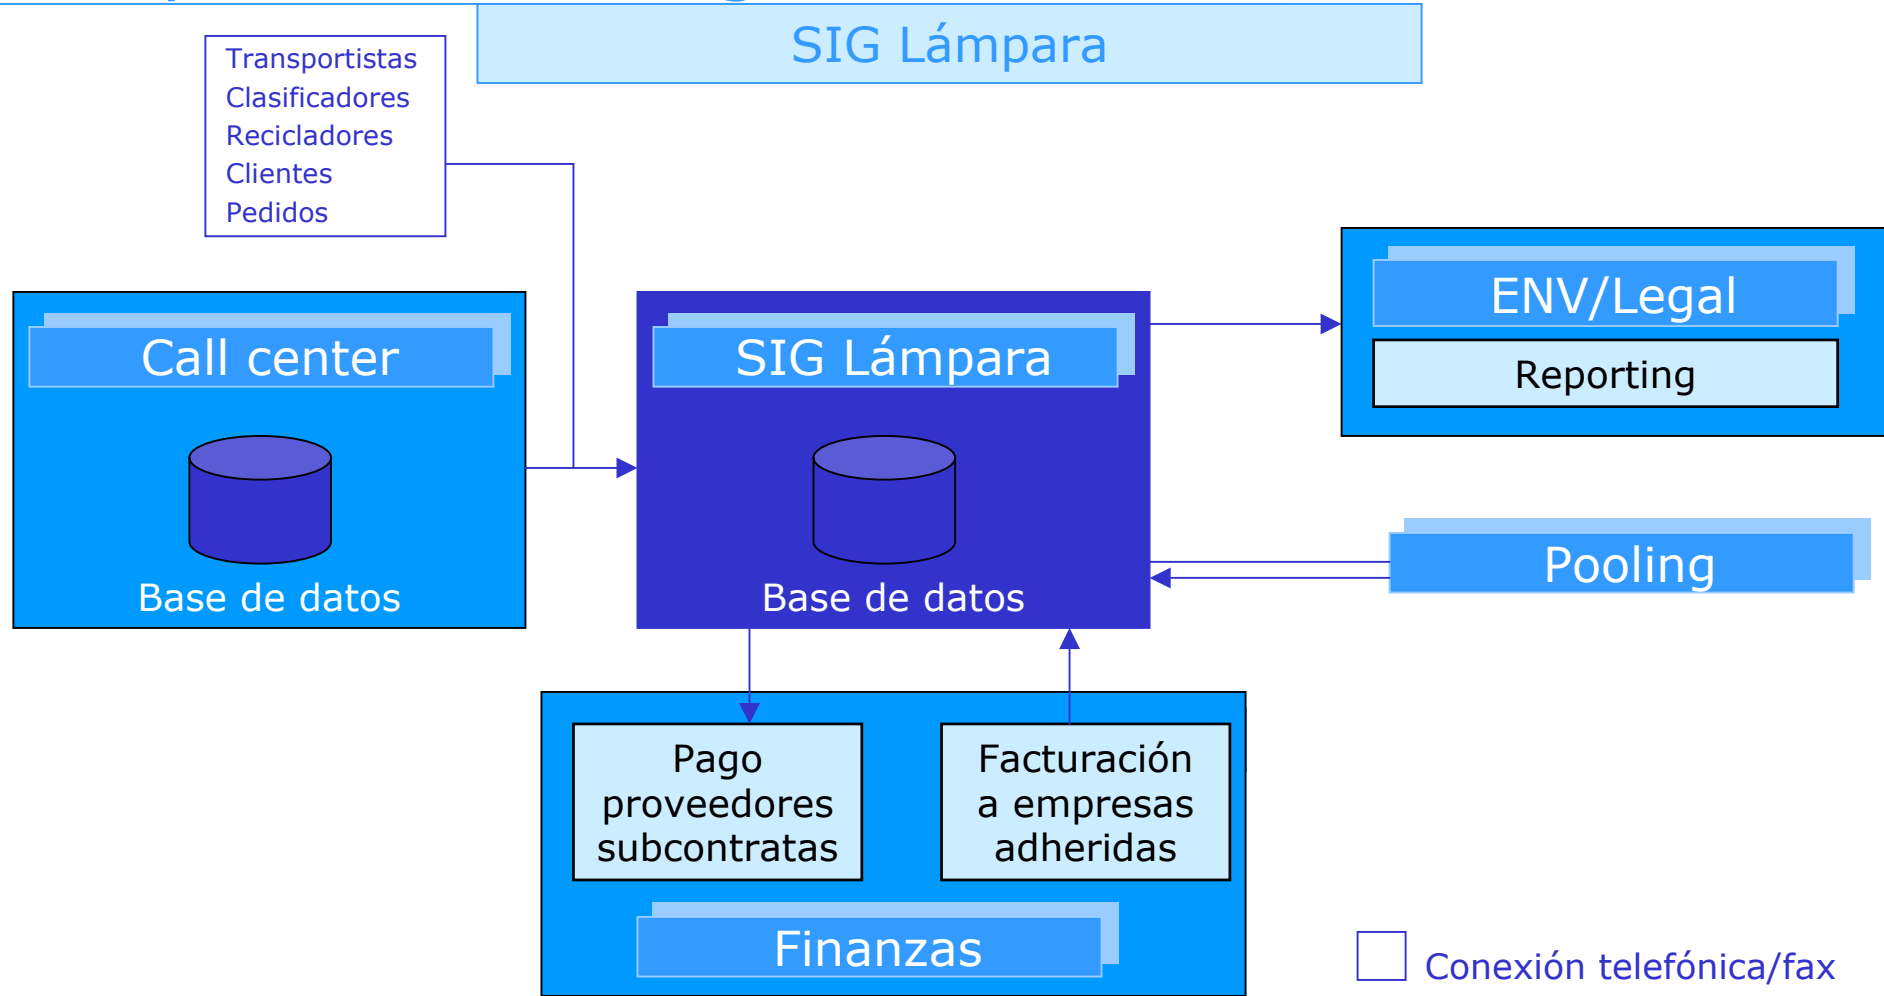 SIG Lámpara
Transportistas
Clasificadores
Recicladores
Clientes
Pedidos
Call center
Base de datos
SIG Lámpara
Base de datos
ENV/Legal
Reporting
Pooling
Pago
proveedores
subcontratas
Facturación
a empresas
adheridas
Finanzas
Conexión telefónica/fax